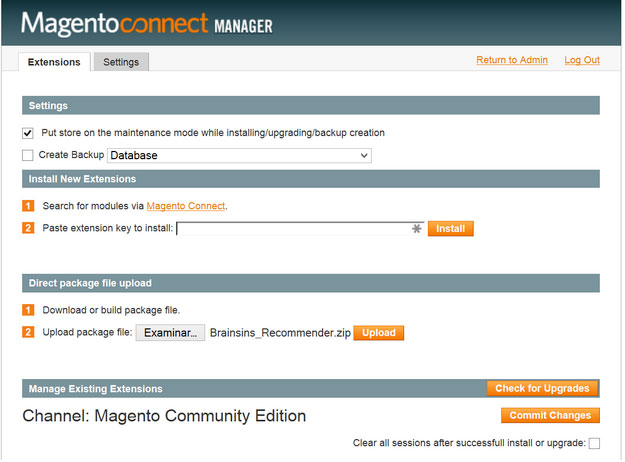 Magentoconnect MANAGER
Extensions
Settings
Return to Admin
Log Out
Settings
Put store on the maintenance mode while installing/upgrading/backup creation
Create Backup Database
Install New Extensions
1 Search for modules via Magento Connect.
2 Paste extension key to install: Install
Direct package file upload
1 Download or build package file.
2 Upload package file: Examinar... Brainsins_Recommender.zip Upload
Manage Existing Extensions Check for Upgrades
Channel: Magento Community Edition Commit Changes
Clear all sessions after successfull install or upgrade: